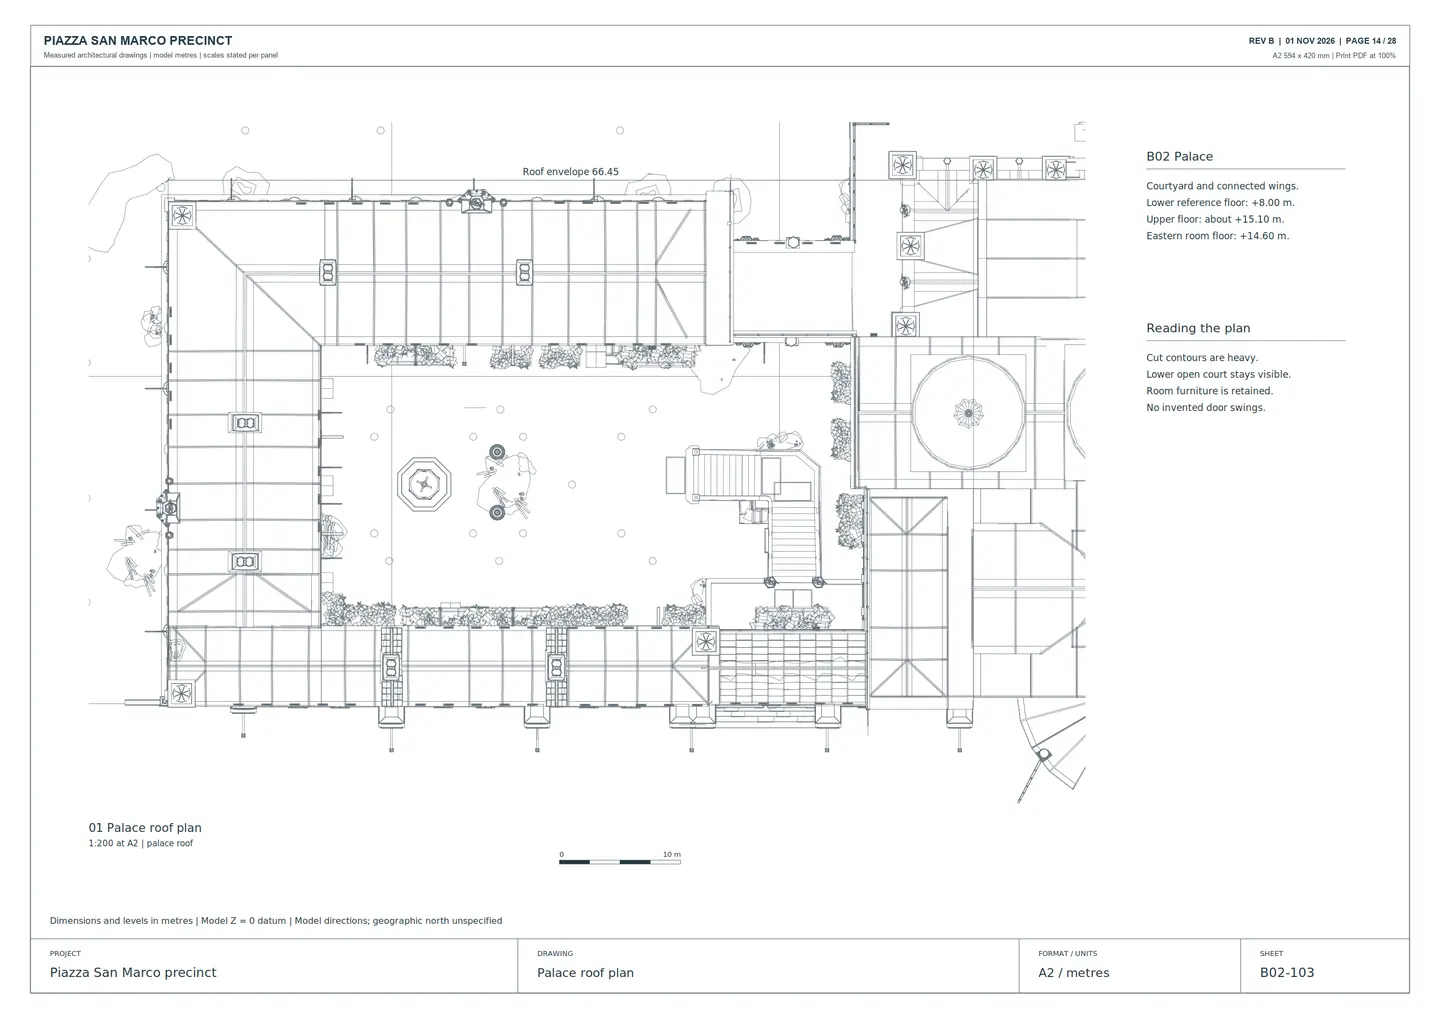 PIAZZA SAN MARCO PRECINCT
Measured architectural drawings | model metres | scales stated per panel
REV B | 01 NOV 2026 | PAGE 14 / 28
A2 594 x 420 mm | Print PDF at 100%
Roof envelope 66.45
B02 Palace
Courtyard and connected wings.
Lower reference floor: +8.00 m.
Upper floor: about +15.10 m.
Eastern room floor: +14.60 m.
Reading the plan
Cut contours are heavy.
Lower open court stays visible.
Room furniture is retained.
No invented door swings.
01 Palace roof plan
1:200 at A2 | palace roof
0 10 m
Dimensions and levels in metres | Model Z = 0 datum | Model directions; geographic north unspecified
PROJECT
Piazza San Marco precinct
DRAWING
Palace roof plan
FORMAT / UNITS
A2 / metres
SHEET
B02-103